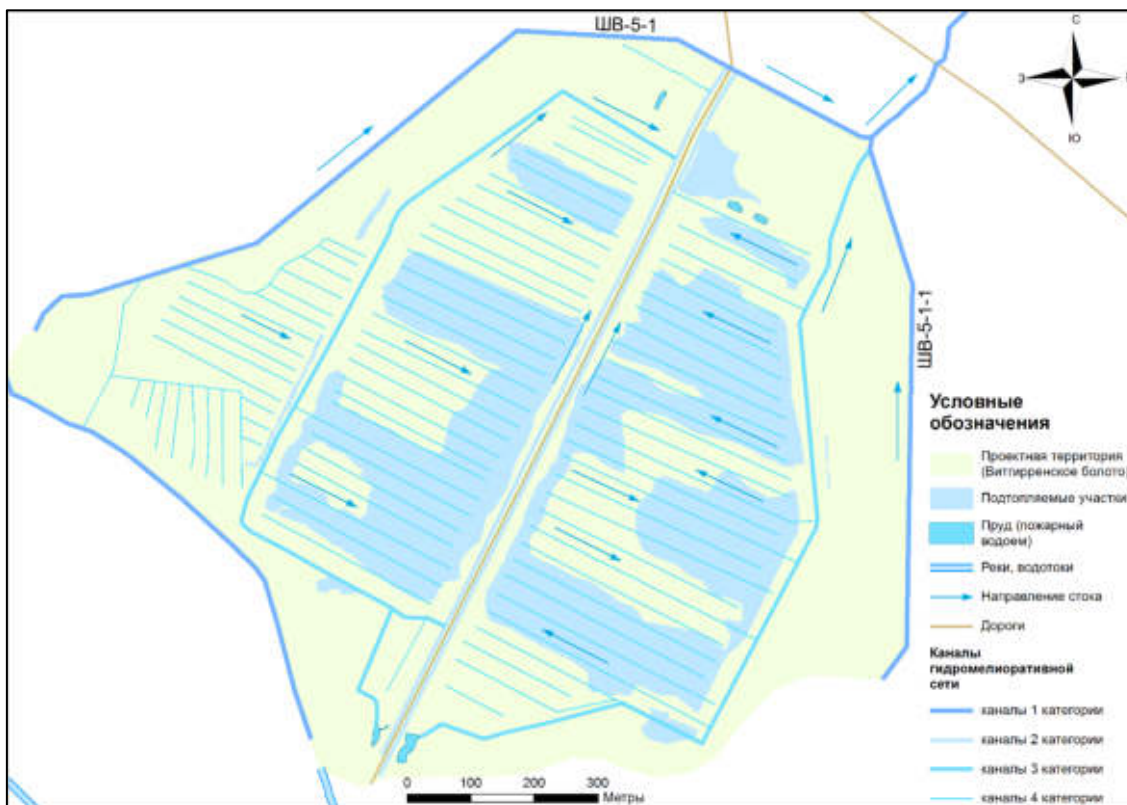 ШВ-5-1
С
З
Ю
ШВ-5-1-1
Условные
обозначения
Проектная территория
(Виттирренское болото)
Подтопляемые участки
Пруд (пожарный
водоем)
Реки, водотоки
Направление стока
Дороги
Каналы
гидромелиоративной
сети
каналы 1 категории
каналы 2 категории
каналы 3 категории
каналы 4 категории
0 100 200 300
Метры